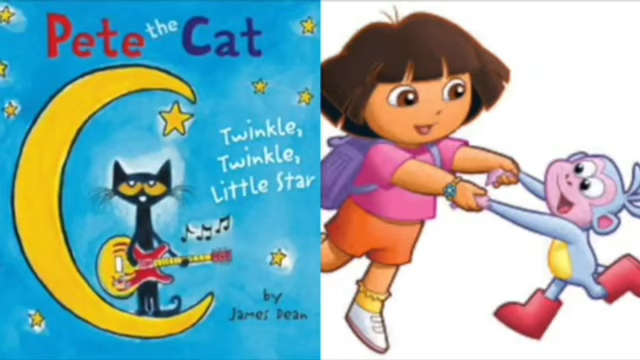 Pete the Cat
Twinkle,
Twinkle,
Little Star
by
James Dean